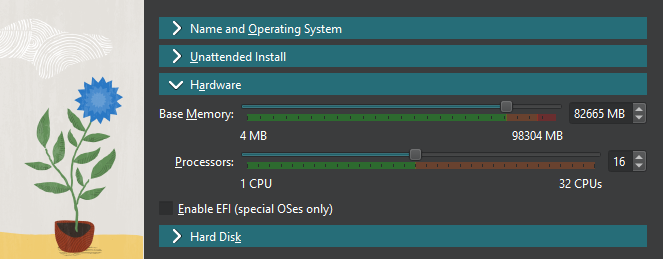 Name and Operating System
Unattended Install
Hardware
Base Memory: 82665 MB
4 MB 98304 MB
Processors: 16
1 CPU 32 CPUs
Enable EFI (special OSes only)
Hard Disk